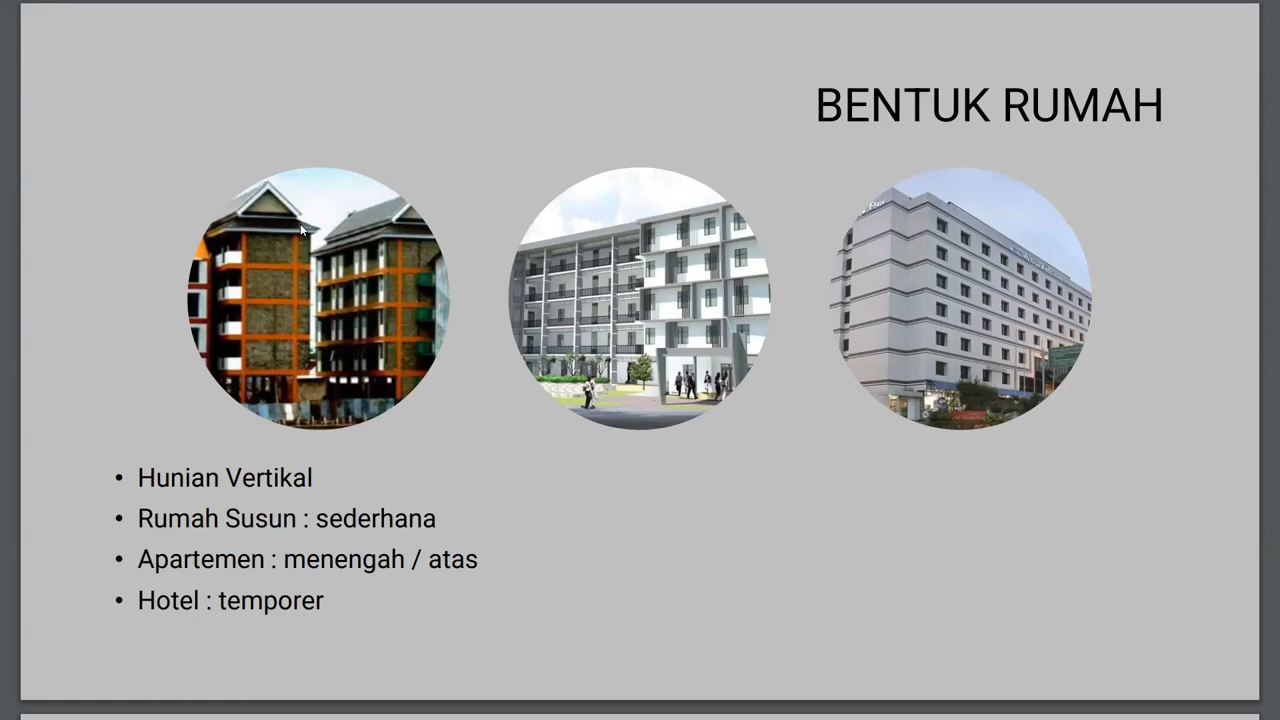 BENTUK RUMAH
• Hunian Vertikal
• Rumah Susun : sederhana
• Apartemen : menengah / atas
• Hotel : temporer